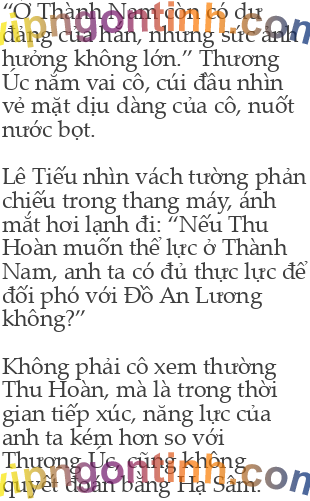 “Ở Thành Nam còn có dư
đảng của hắn, nhưng sức ảnh
hưởng không lớn.” Thương
Úc nắm vai cô, cúi đầu nhìn
vẻ mặt dịu dàng của cô, nuốt
nước bọt.
Lê Tiếu nhìn vách tường phản
chiếu trong thang máy, ánh
mắt hơi lạnh đi: “Nếu Thu
Hoàn muốn thể lực ở Thành
Nam, anh ta có đủ thực lực để
đối phó với Đồ An Lương
không?”
Không phải cô xem thường
Thu Hoàn, mà là trong thời
gian tiếp xúc, năng lực của
anh ta kém hơn so với
Thương Úc, cũng không
quyết đoán bằng Hạ Sâm.
vipngontinh.com
vipngontinh.com